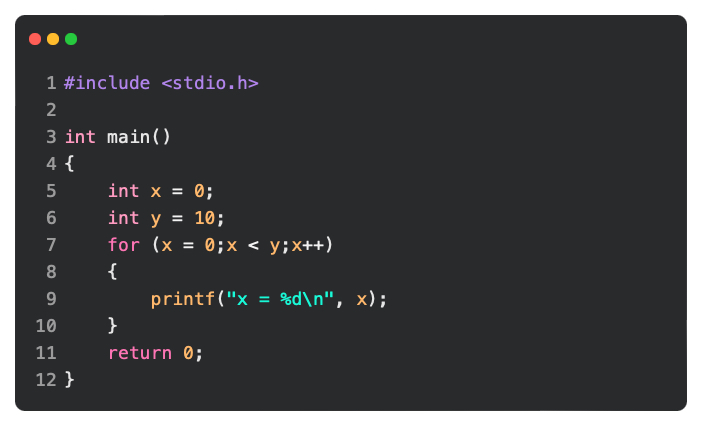 1 #include <stdio.h>
2
3 int main()
4 {
5     int x = 0;
6     int y = 10;
7     for (x = 0;x < y;x++)
8     {
9         printf("x = %d\n", x);
10     }
11     return 0;
12 }